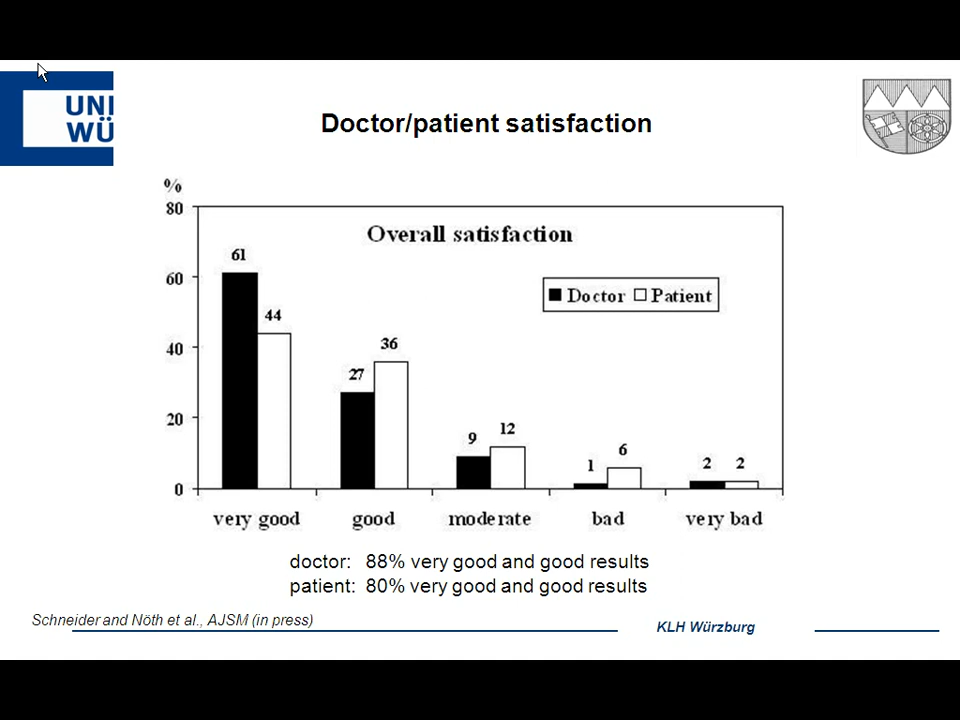 UNI
WÜ
Doctor/patient satisfaction
%
80
Overall satisfaction
61
60
Doctor Patient
44
40
36
27
20
9
12
1
6
2
2
0
very good good moderate bad very bad
doctor: 88% very good and good results
patient: 80% very good and good results
Schneider and Nöth et al., AJSM (in press)
KLH Würzburg